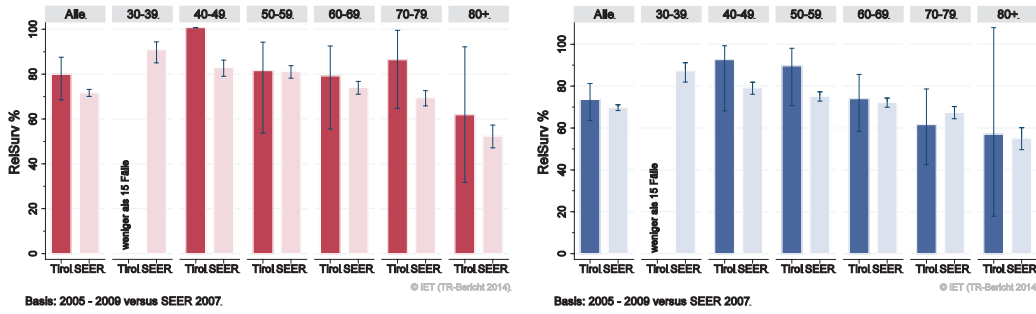 Alle. 30-39. 40-49. 50-59. 60-69. 70-79. 80+.
RelSurv %
0 20 40 60 80 100
weniger als 15 Fälle
Tirol SEER. Tirol SEER. Tirol SEER. Tirol SEER. Tirol SEER. Tirol SEER. Tirol SEER.
© IET (TR-Bericht 2014).
Basis: 2005 - 2009 versus SEER 2007.
Alle. 30-39. 40-49. 50-59. 60-69. 70-79. 80+.
RelSurv %
0 20 40 60 80 100
weniger als 15 Fälle
Tirol SEER. Tirol SEER. Tirol SEER. Tirol SEER. Tirol SEER. Tirol SEER. Tirol SEER.
© IET (TR-Bericht 2014)
Basis: 2005 - 2009 versus SEER 2007.